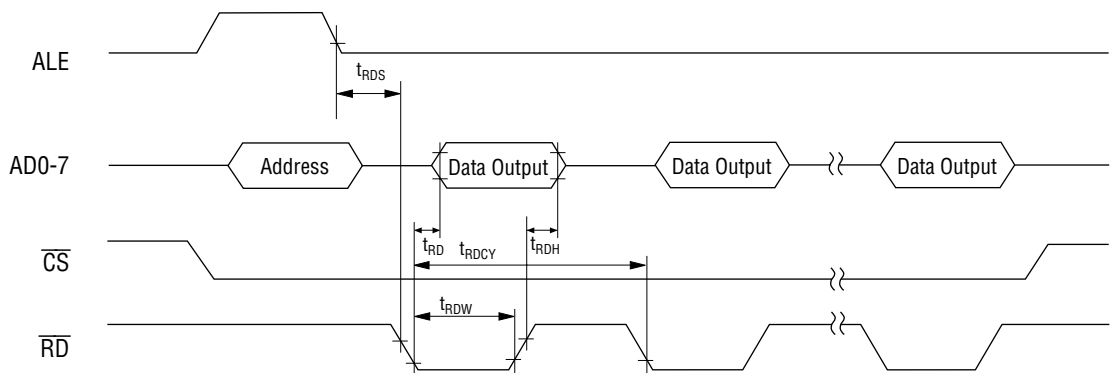 ALE
tRDS
AD0-7
Address
Data Output
Data Output
Data Output
tRD
tRDCY
tRDH
CS
tRDW
RD